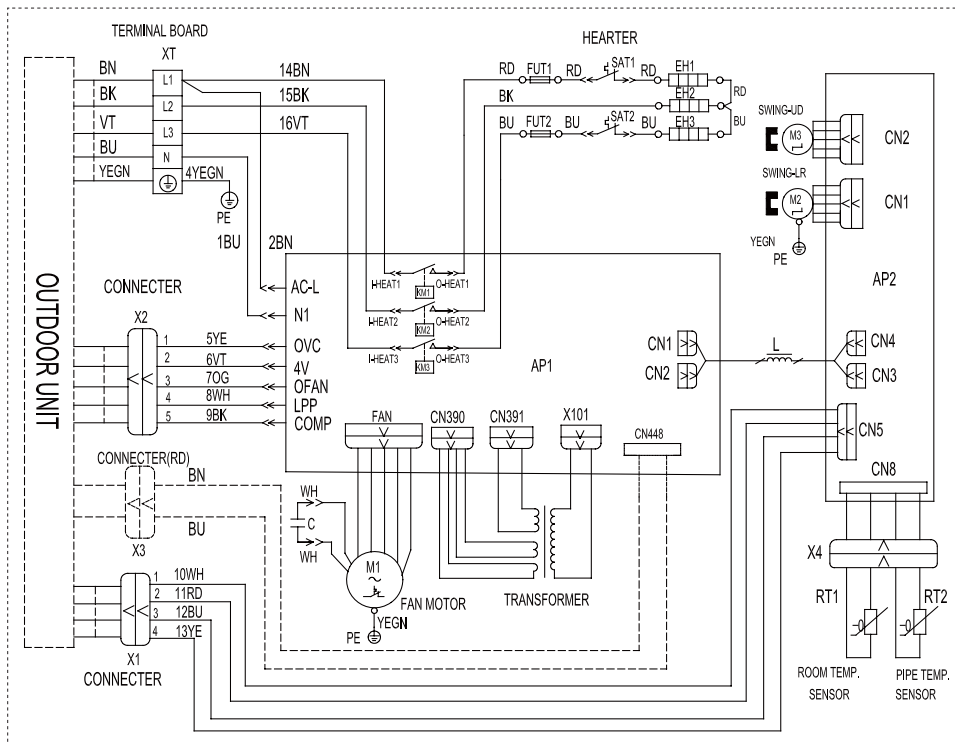 TERMINAL BOARD
XT
HEARTER
BN
L1
14BN
RD
FUT1
RD
SAT1
RD
EH1
RD
BK
L2
15BK
BK
EH2
VT
L3
16VT
BU
FUT2
BU
SAT2
BU
EH3
BU
BU
N
YEGN
4YEGN
PE
1BU
2BN
SWING-UD
M3
CN2
SWING-LR
M2
CN1
YEGN
PE
AP2
OUTDOOR UNIT
CONNECTER
X2
AC-L
N1
I-HEAT1
O-HEAT1
KM1
I-HEAT2
O-HEAT2
KM2
I-HEAT3
O-HEAT3
KM3
AP1
1
5YE
OVC
2
6VT
4V
3
7OG
OFAN
4
8WH
LPP
5
9BK
COMP
CN1
CN2
L
CN4
CN3
CN5
FAN
CN390
CN391
X101
CN448
CONNECTER(RD)
BN
BU
X3
WH
C
WH
M1
FAN MOTOR
YEGN
PE
TRANSFORMER
CN8
X4
RT1
RT2
ROOM TEMP.
SENSOR
PIPE TEMP.
SENSOR
1
10WH
2
11RD
3
12BU
4
13YE
X1
CONNECTER